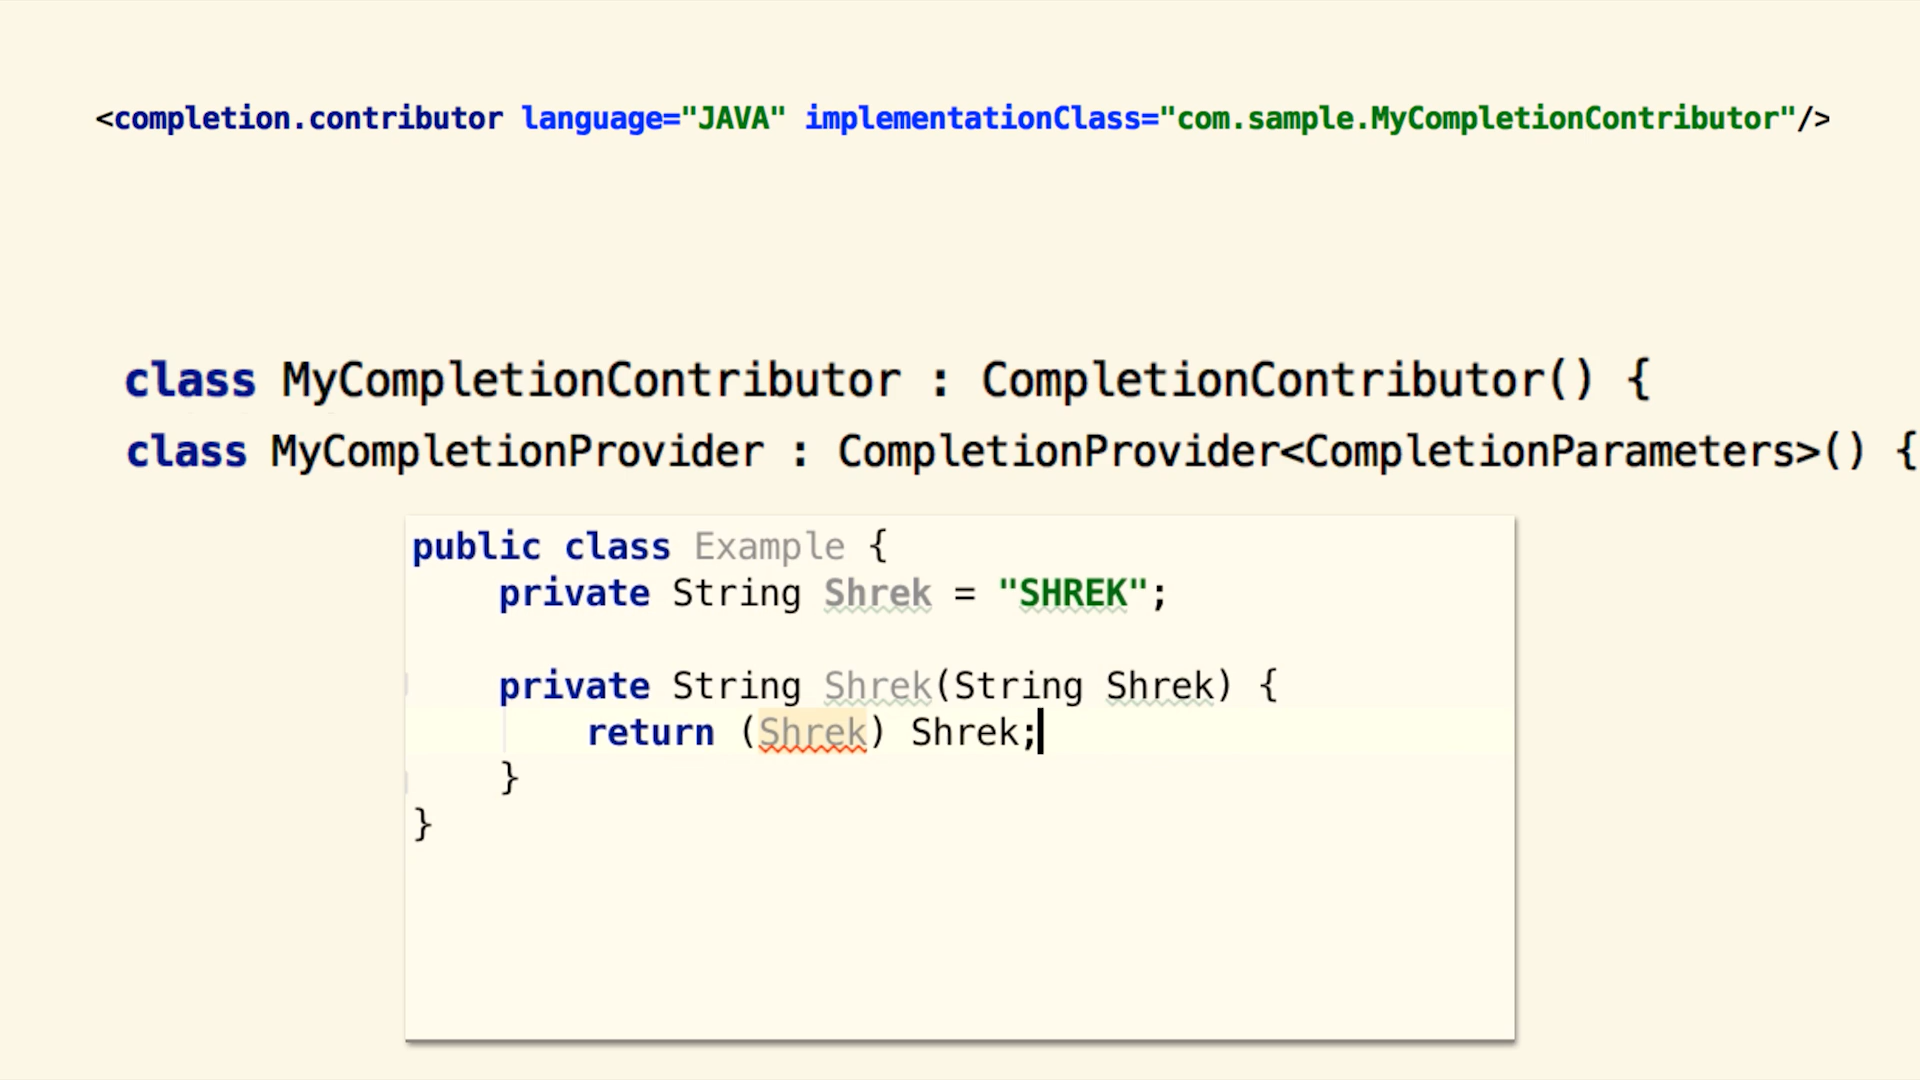 <completion.contributor language="JAVA" implementationClass="com.sample.MyCompletionContributor"/>
class MyCompletionContributor : CompletionContributor() {
class MyCompletionProvider : CompletionProvider<CompletionParameters>() {
public class Example {
    private String Shrek = "SHREK";
    private String Shrek(String Shrek) {
        return (Shrek) Shrek;
    }
}